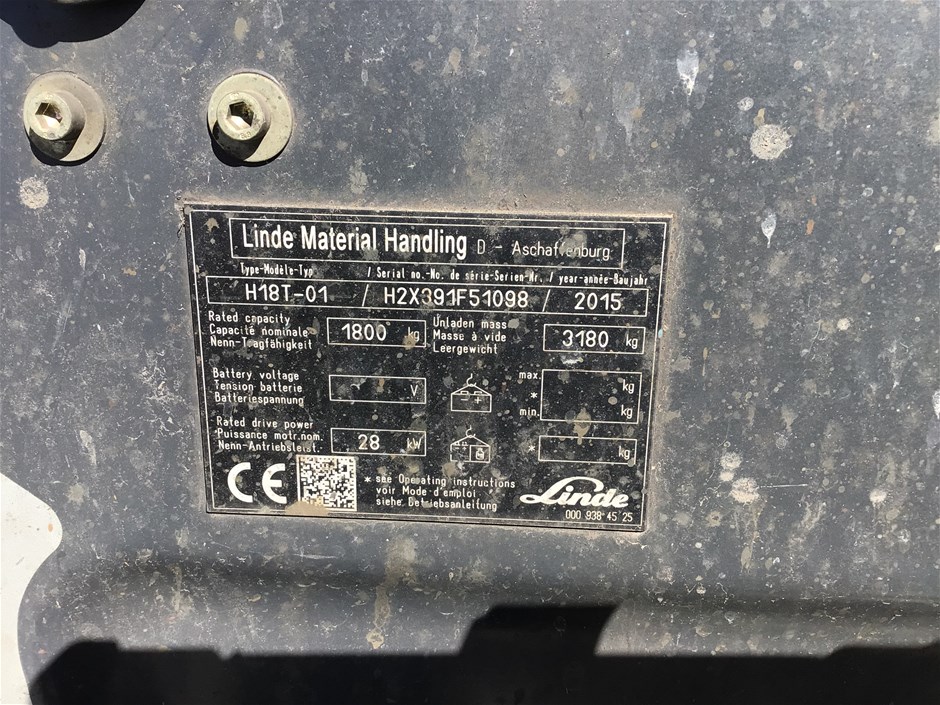 Linde Material Handling D - Aschaffenburg
Type-Modèle-Typ / Serial no.-No. de série-Serien-Nr. / year-année-Baujahr
H18T-01 / H2X391F51098 / 2015
Rated capacity
Capacité nominale
Nenn-Tragfähigkeit
1800 kg
Unladen mass
Masse à vide
Leergewicht
3180 kg
Battery voltage
Tension batterie
Batteriespannung
V
- +
max. kg
*
min. kg
Rated drive power
Puissance motr.nom.
Nenn-Antriebsleist.
28 kW
* kg
CE
* see Operating instructions
voir Mode d'emploi
siehe Betriebsanleitung
Linde
000 938 45 25